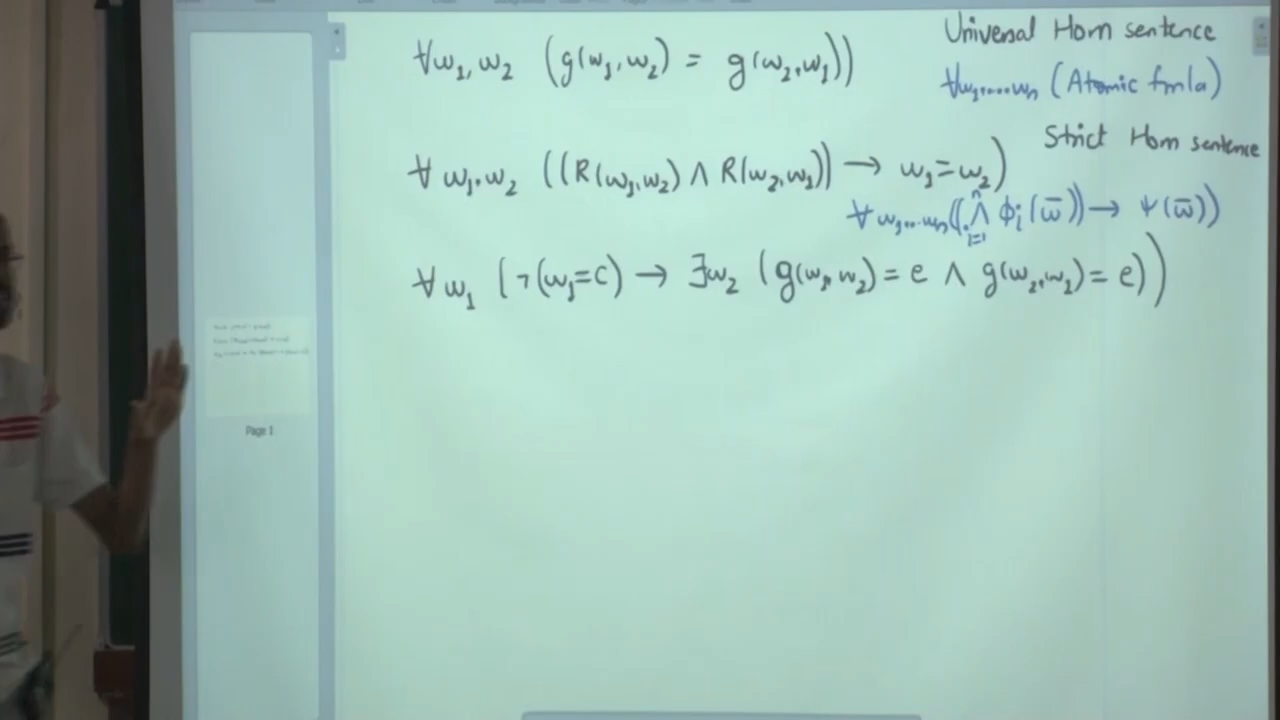 ∀w₁,w₂ (g(w₁,w₂) = g(w₂,w₁))
Universal Horn sentence
∀w₁,....,wₙ (Atomic fmla)
∀ w₁,w₂ ((R(w₁,w₂) ∧ R(w₂,w₁)) → w₁=w₂)
Strict Horn sentence
∀w₁...wₙ((⋀ᵢ₌₁ⁿ ϕᵢ(w̅)) → Ψ(w̅))
∀w₁ (¬(w₁=c) → ∃w₂ (g(w₁,w₂) = e ∧ g(w₂,w₁) = e))
Page 1